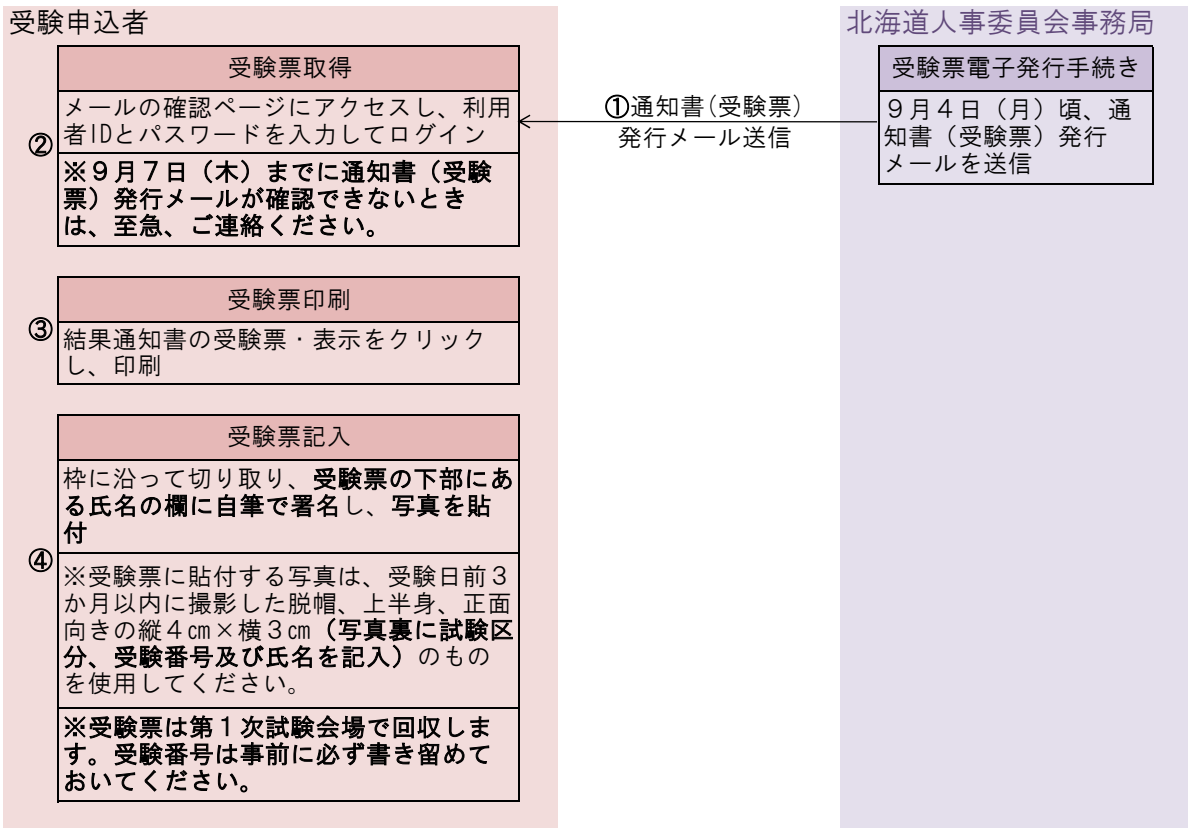 受験申込者
受験票取得
メールの確認ページにアクセスし、利用
者IDとパスワードを入力してログイン
②
※９月７日（木）までに通知書（受験
票）発行メールが確認できないとき
は、至急、ご連絡ください。
①通知書(受験票)
発行メール送信
北海道人事委員会事務局
受験票電子発行手続き
９月４日（月）頃、通
知書（受験票）発行
メールを送信
受験票印刷
③
結果通知書の受験票・表示をクリック
し、印刷
受験票記入
枠に沿って切り取り、受験票の下部にあ
る氏名の欄に自筆で署名し、写真を貼
付
④
※受験票に貼付する写真は、受験日前３
か月以内に撮影した脱帽、上半身、正面
向きの縦４㎝×横３㎝（写真裏に試験区
分、受験番号及び氏名を記入）のもの
を使用してください。
※受験票は第１次試験会場で回収しま
す。受験番号は事前に必ず書き留めて
おいてください。